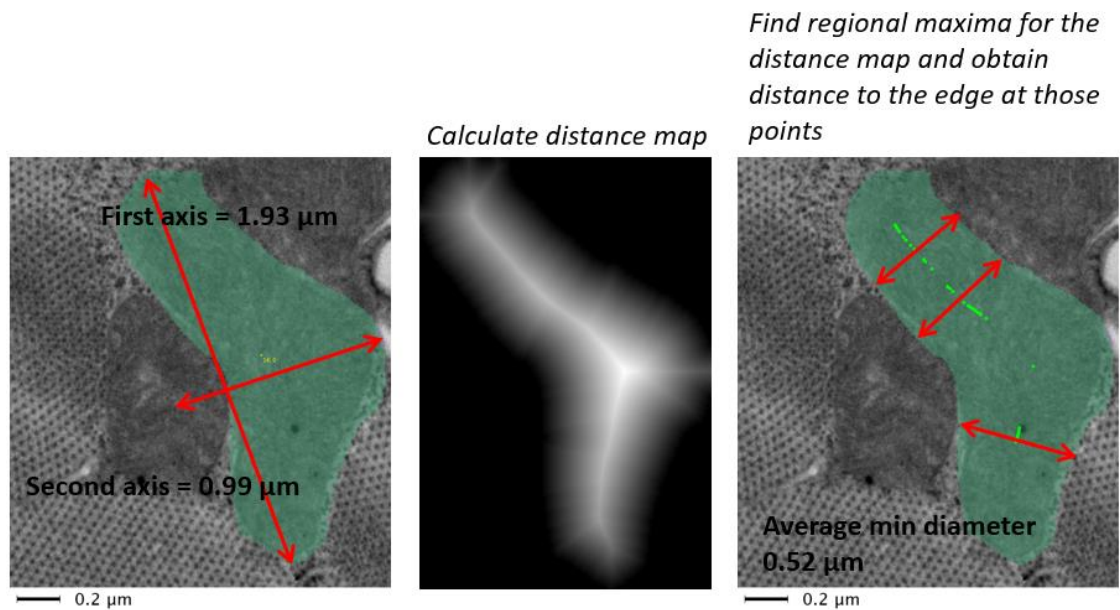 Find regional maxima for the
distance map and obtain
distance to the edge at those
points
Calculate distance map
First axis = 1.93 µm
Second axis = 0.99 µm
Average min diameter
0.52 µm
0.2 µm
0.2 µm